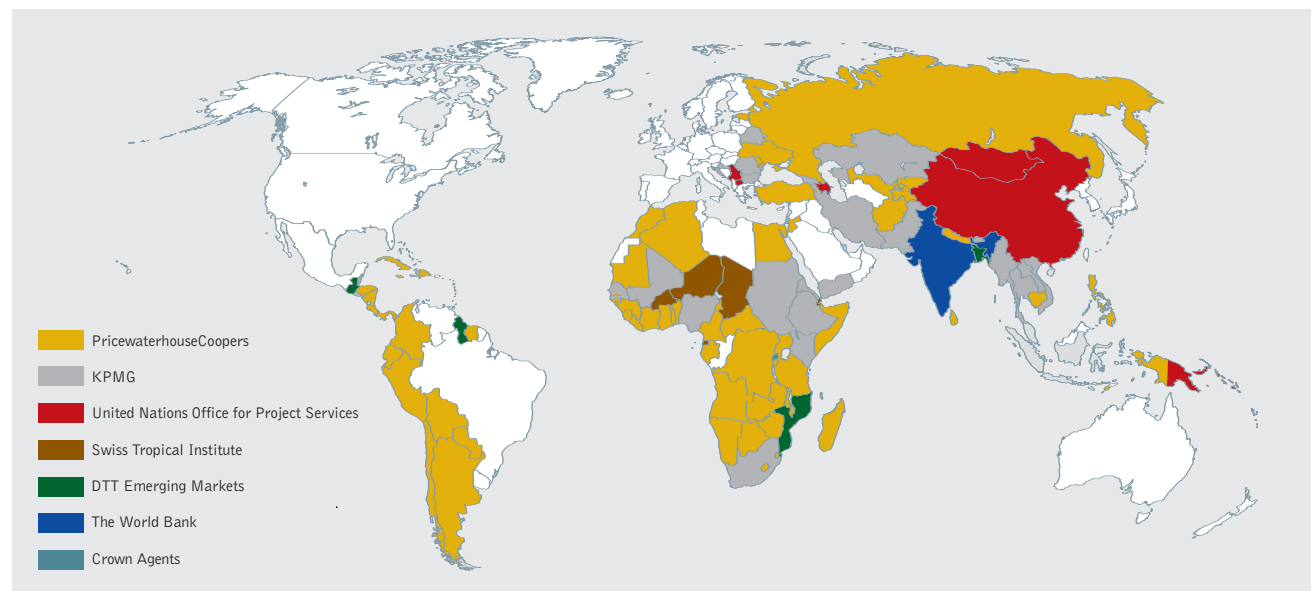 PricewaterhouseCoopers
KPMG
United Nations Office for Project Services
Swiss Tropical Institute
DTT Emerging Markets
The World Bank
Crown Agents